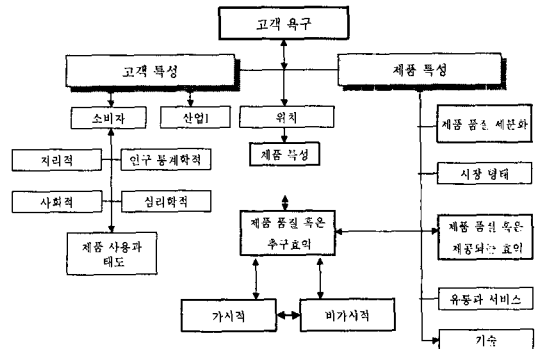 고객 욕구
고객 특성
제품 특성
소비자
산업I
위치
제품 품질 세분화
지리적
인구 통계학적
제품 특성
시장 형태
사회적
심리학적
제품 품질 혹은
추구효익
제품 품질 혹은
제공되는 효익
제품 사용과
태도
가시적
비가시적
유통과 서비스
기술